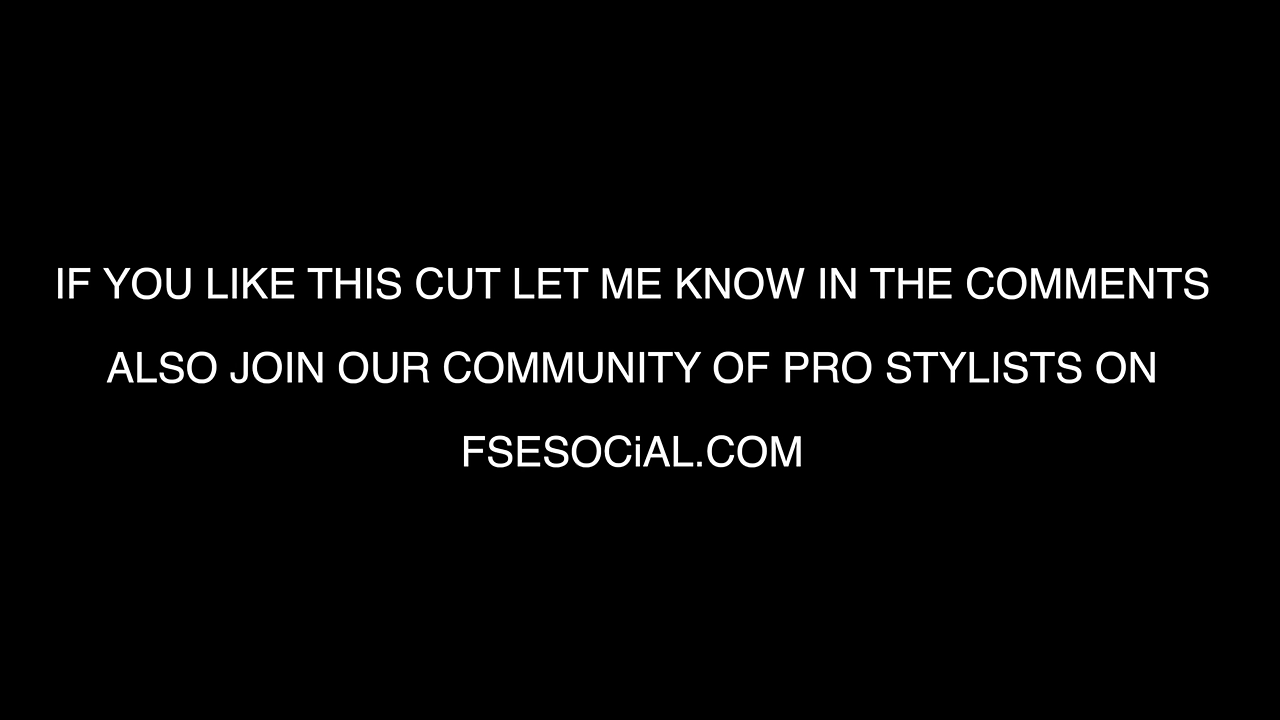 IF YOU LIKE THIS CUT LET ME KNOW IN THE COMMENTS
ALSO JOIN OUR COMMUNITY OF PRO STYLISTS ON
FSESOCiAL.COM